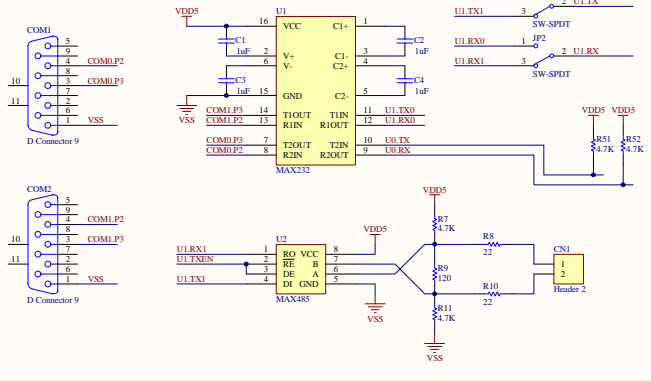 VDD5
U1
16 VCC C1+ 1
C1
1uF
C2
1uF
2 V+ C1- 3
6 V- C2+ 4
C3
1uF
C4
1uF
15 GND C2- 5
VSS
COM1.P3 14 T1OUT T1IN 11 U1.TX0
COM1.P2 13 R1IN R1OUT 12 U1.RX0
COM0.P3 7 T2OUT T2IN 10 U0.TX
COM0.P2 8 R2IN R2OUT 9 U0.RX
MAX232
COM1
5
9
4 COM0.P2
8
10 3 COM0.P3
7
11 2
6
1 VSS
D Connector 9
U1.TX1 3 2 U1.TX
SW-SPDT
JP2
U1.RX0 1
2 U1.RX
U1.RX1 3
SW-SPDT
VDD5 VDD5
R51
4.7K
R52
4.7K
COM2
5
9
4 COM1.P2
8
10 3 COM1.P3
7
11 2
6
1 VSS
D Connector 9
U2
VDD5
U1.RX1 1 RO VCC 8
U1.TXEN 2 RE B 7
3 DE A 6
U1.TX1 4 DI GND 5
MAX485
VSS
VDD5
R7
4.7K
R8
22
R9
120
R10
22
R11
4.7K
VSS
CN1
1
2
Header 2